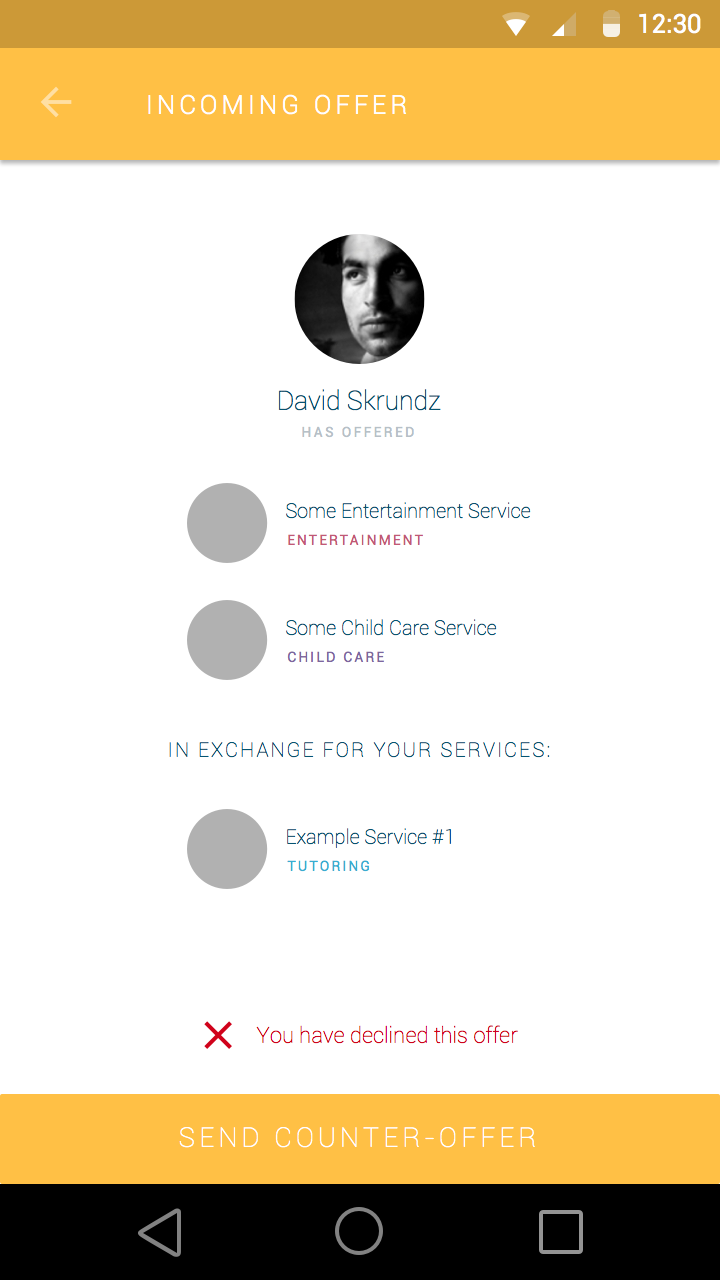 12:30
INCOMING OFFER
David Skrundz
HAS OFFERED
Some Entertainment Service
ENTERTAINMENT
Some Child Care Service
CHILD CARE
IN EXCHANGE FOR YOUR SERVICES:
Example Service #1
TUTORING
You have declined this offer
SEND COUNTER-OFFER